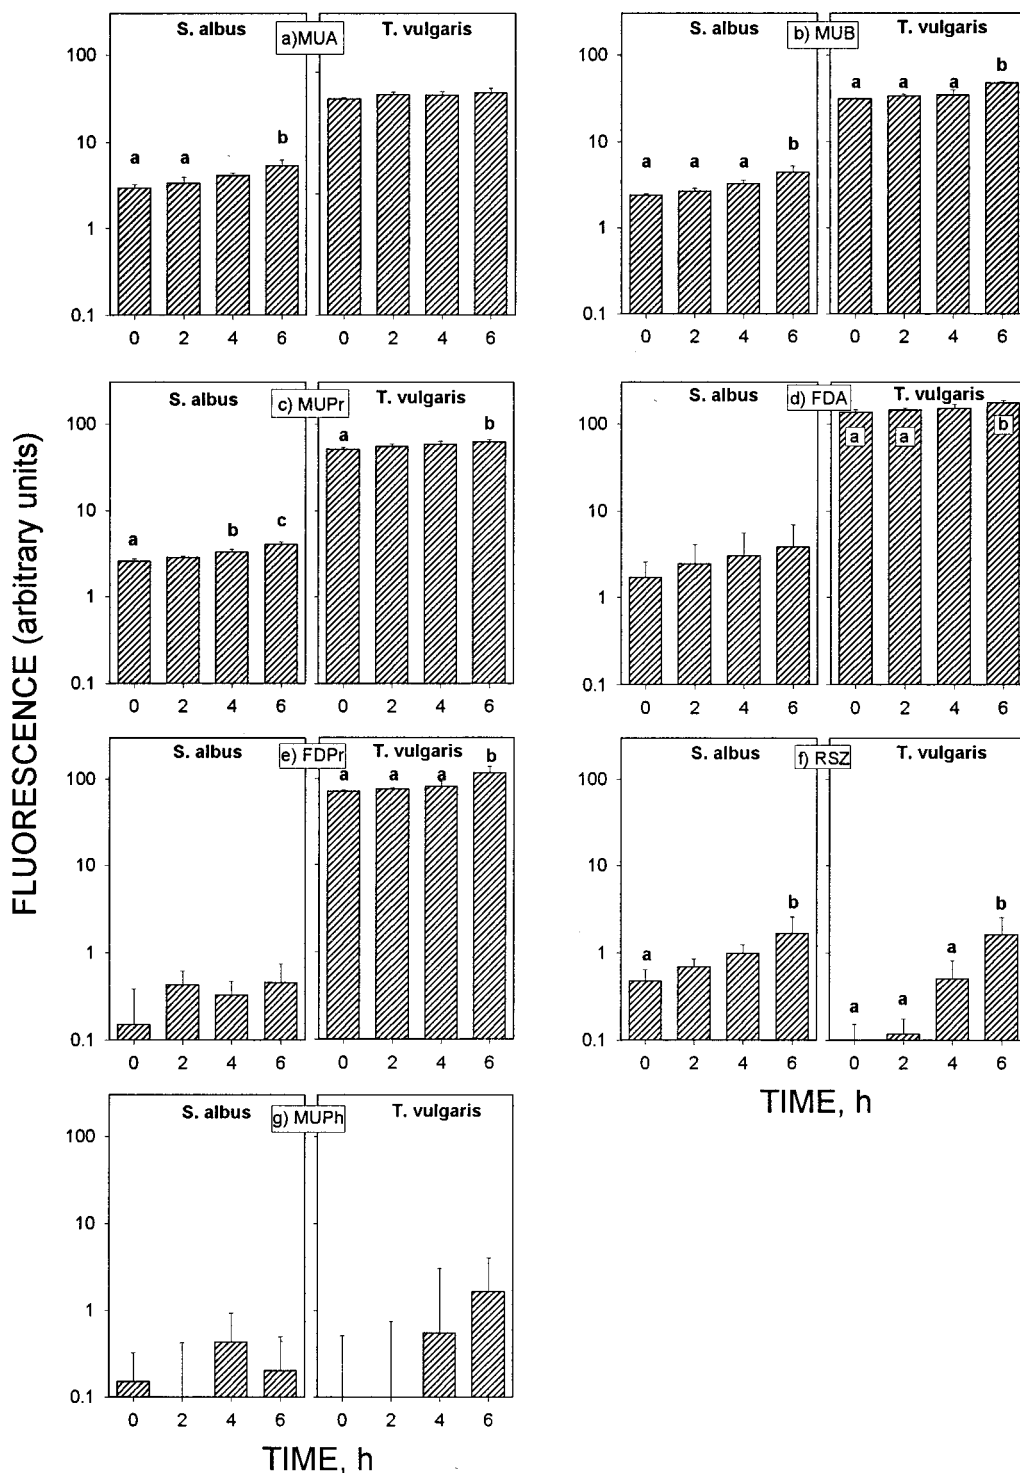 FLUORESCENCE (arbitrary units)
S. albus
a)MUA
T. vulgaris
100
10
1
0.1
a a b
0 2 4 6
0 2 4 6
S. albus
b) MUB
T. vulgaris
100
10
1
0.1
a a a b
a a a b
0 2 4 6
0 2 4 6
S. albus
c) MUPr
T. vulgaris
100
10
1
0.1
a b c
a b
0 2 4 6
0 2 4 6
S. albus
d) FDA
T. vulgaris
100
10
1
0.1
a a b
0 2 4 6
0 2 4 6
S. albus
e) FDPr
T. vulgaris
100
10
1
0.1
a a a b
0 2 4 6
0 2 4 6
S. albus
f) RSZ
T. vulgaris
100
10
1
0.1
a b
a a a b
0 2 4 6
0 2 4 6
TIME, h
S. albus
g) MUPh
T. vulgaris
100
10
1
0.1
0 2 4 6
0 2 4 6
TIME, h